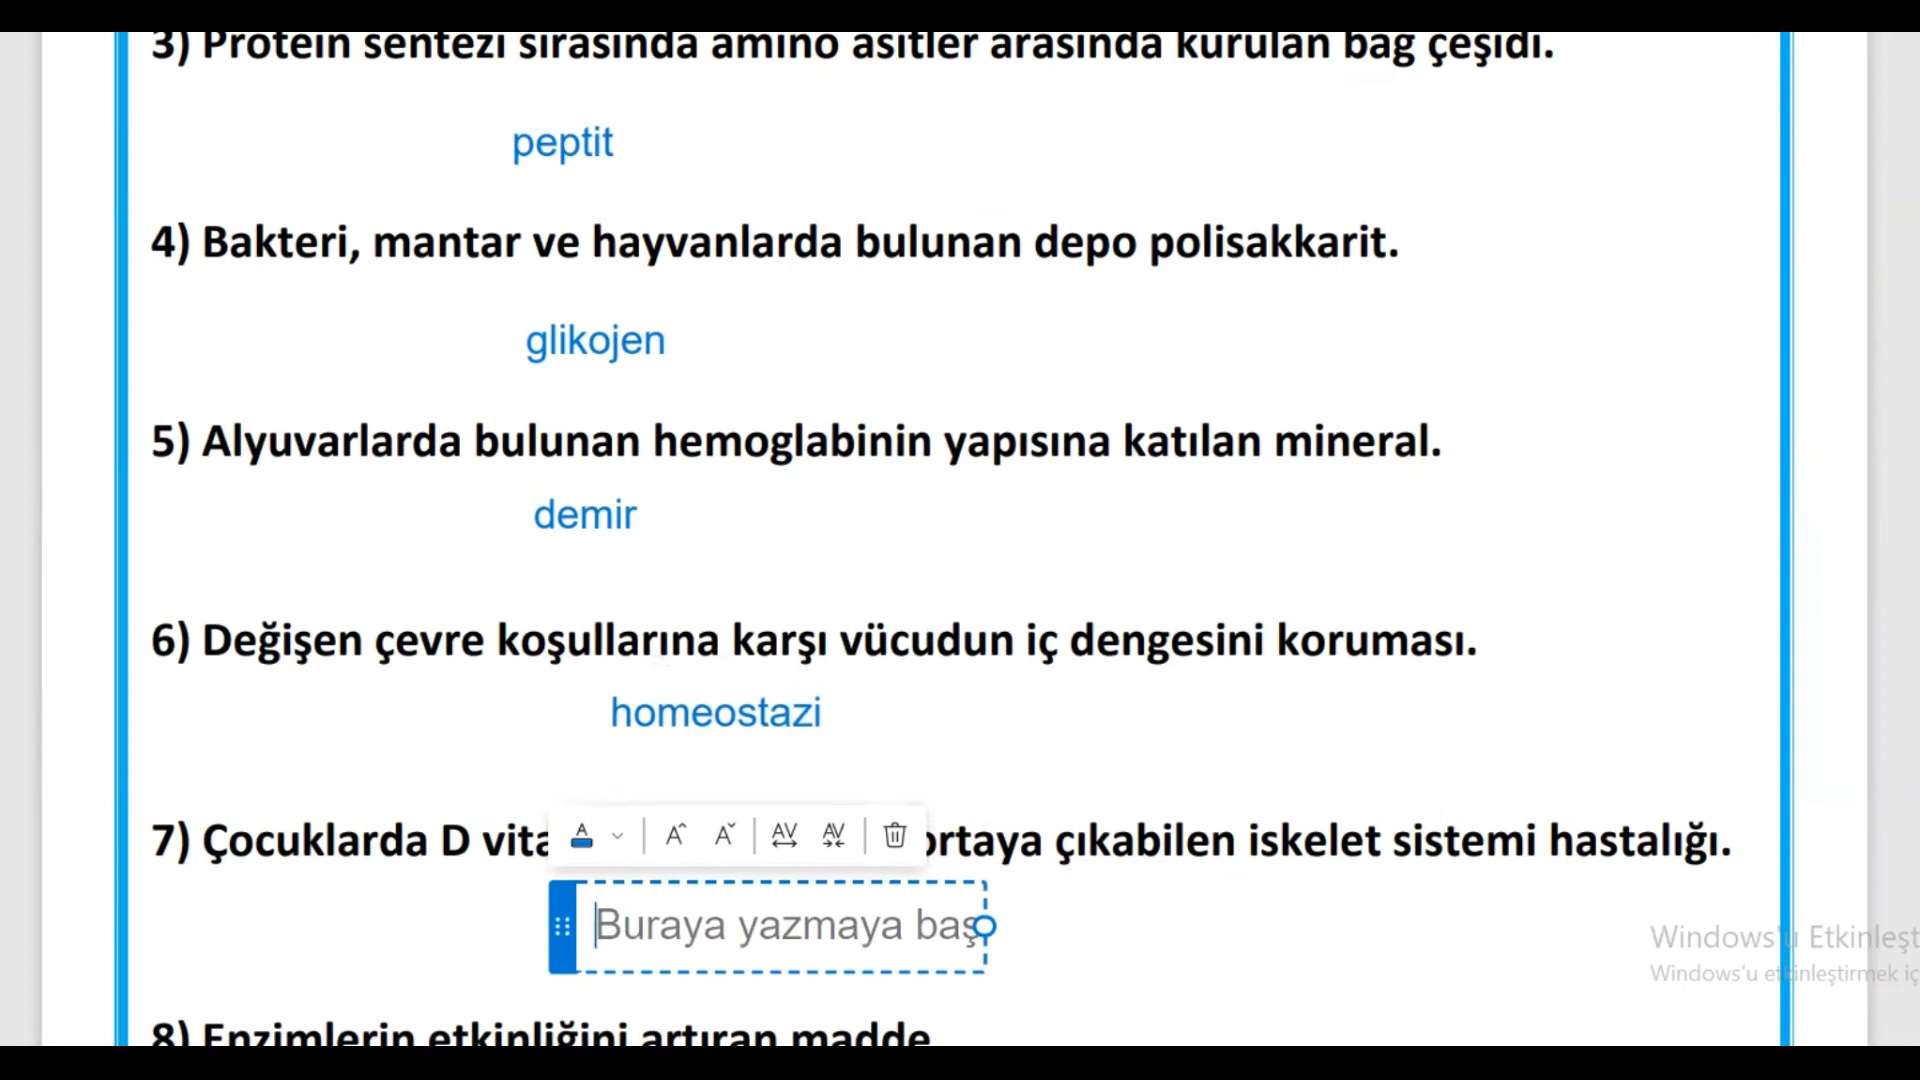 3) Protein sentezi sırasında amino asitler arasında kurulan bağ çeşidi.
peptit
4) Bakteri, mantar ve hayvanlarda bulunan depo polisakkarit.
glikojen
5) Alyuvarlarda bulunan hemoglabinin yapısına katılan mineral.
demir
6) Değişen çevre koşullarına karşı vücudun iç dengesini koruması.
homeostazi
7) Çocuklarda D vita ortaya çıkabilen iskelet sistemi hastalığı.
Buraya yazmaya baş
Windows'u Etkinleşt
Windows'u etkinleştirmek iç
8) Enzimlerin etkinliğini artıran madde